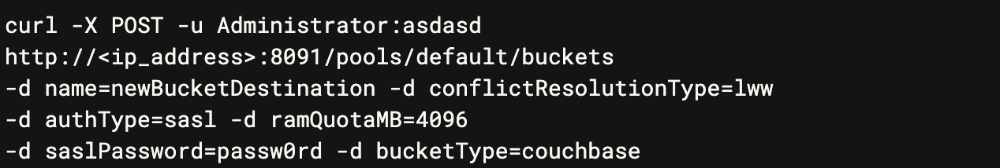 curl -X POST -u Administrator:asdasd
http://<ip_address>:8091/pools/default/buckets
-d name=newBucketDestination -d conflictResolutionType=lww
-d authType=sasl -d ramQuotaMB=4096
-d saslPassword=passw0rd -d bucketType=couchbase